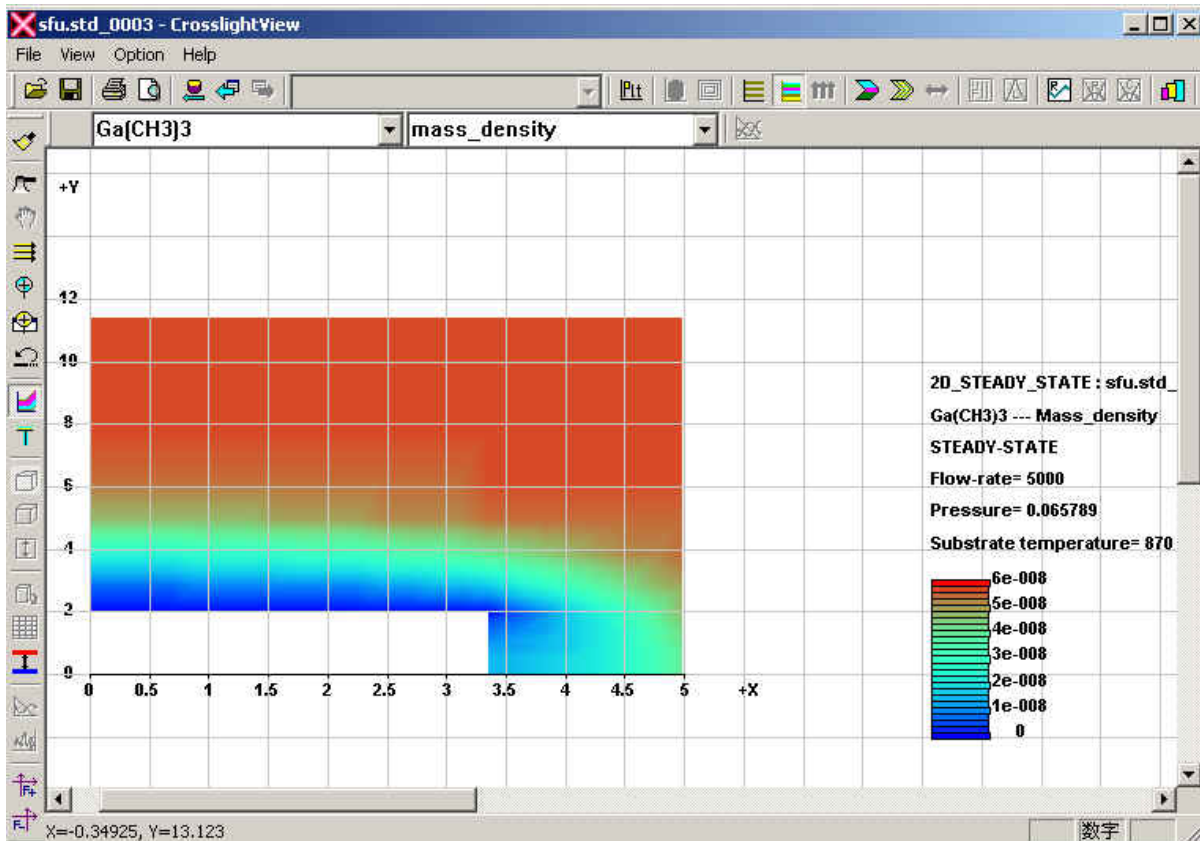 sfu.std_0003 - CrosslightView
File View Option Help
Plt
Ga(CH3)3 mass_density
+Y
12
10
8
6
4
2
0
0 0.5 1 1.5 2 2.5 3 3.5 4 4.5 5 +X
2D_STEADY_STATE : sfu.std_
Ga(CH3)3 --- Mass_density
STEADY-STATE
Flow-rate= 5000
Pressure= 0.065789
Substrate temperature= 870
6e-008
5e-008
4e-008
3e-008
2e-008
1e-008
0
X=-0.34925, Y=13.123 数字